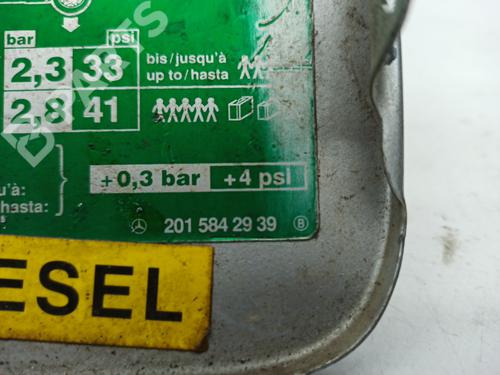 bar psi
2,3 33 bis/jusqu'à
up to/hasta
2,8 41
+0,3 bar +4 psi
u'à:
hasta:
201 584 29 39 B
ESEL